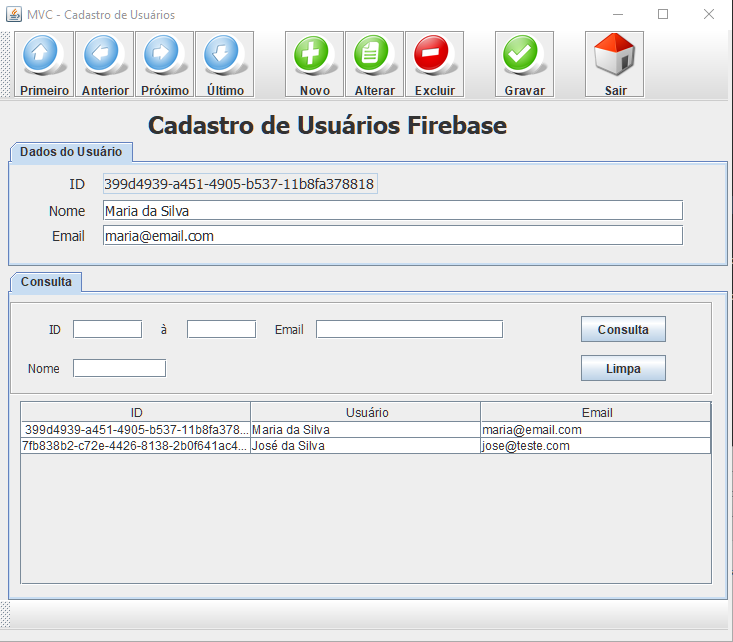 MVC - Cadastro de Usuários
Primeiro Anterior Próximo Último Novo Alterar Excluir Gravar Sair
Cadastro de Usuários Firebase
Dados do Usuário
ID 399d4939-a451-4905-b537-11b8fa378818
Nome Maria da Silva
Email maria@email.com
Consulta
ID à Email Consulta
Nome Limpa
ID Usuário Email
399d4939-a451-4905-b537-11b8fa378... Maria da Silva maria@email.com
7fb838b2-c72e-4426-8138-2b0f641ac4... José da Silva jose@teste.com